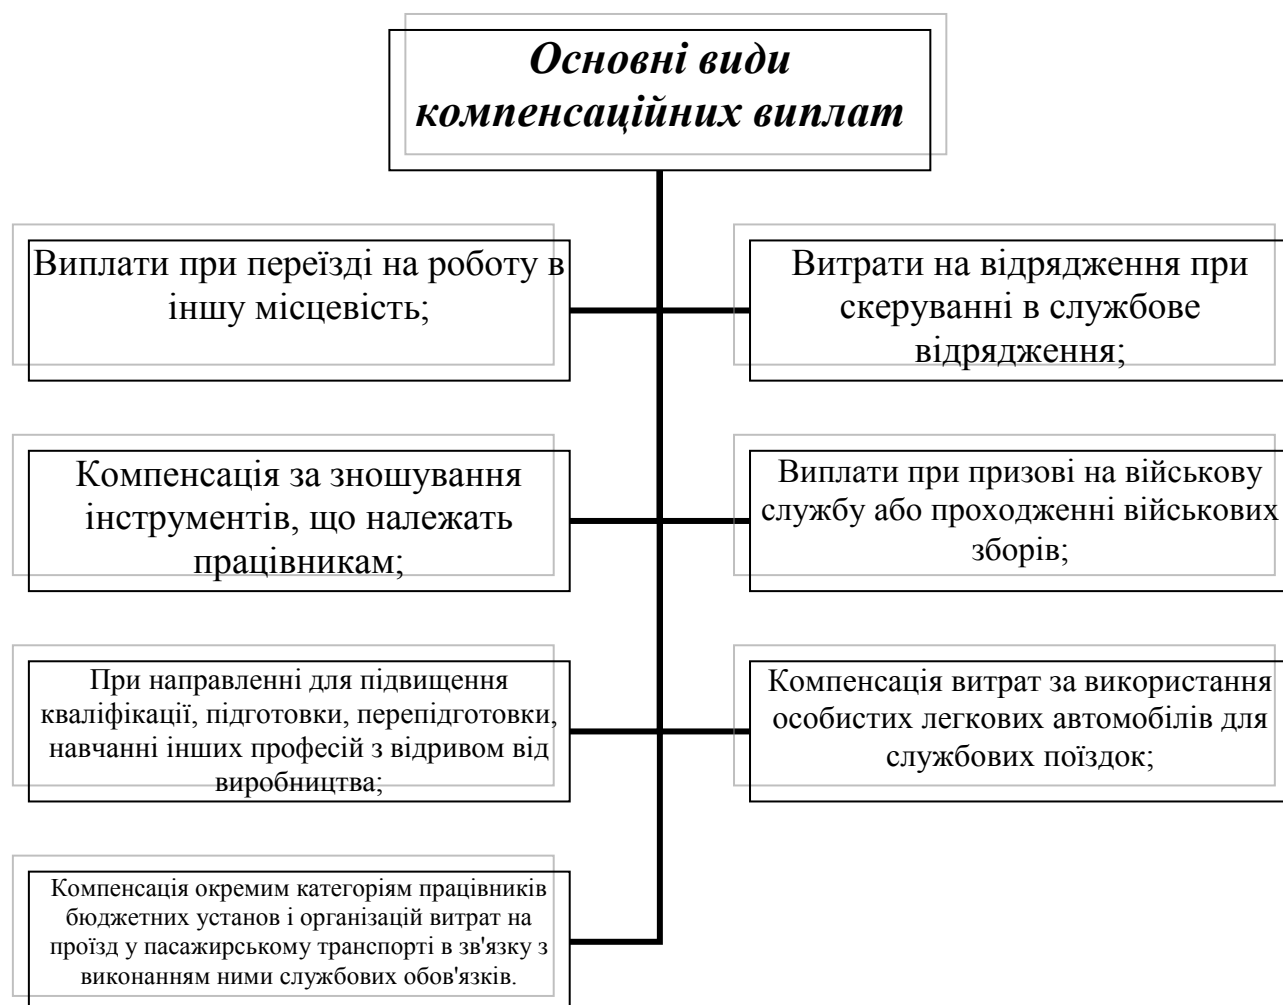 Основні види
компенсаційних виплат
Виплати при переїзді на роботу в
іншу місцевість;
Витрати на відрядження при
скеруванні в службове
відрядження;
Компенсація за зношування
інструментів, що належать
працівникам;
Виплати при призові на військову
службу або проходженні військових
зборів;
При направленні для підвищення
кваліфікації, підготовки, перепідготовки,
навчанні інших професій з відривом від
виробництва;
Компенсація витрат за використання
особистих легкових автомобілів для
службових поїздок;
Компенсація окремим категоріям працівників
бюджетних установ і організацій витрат на
проїзд у пасажирському транспорті в зв'язку з
виконанням ними службових обов'язків.